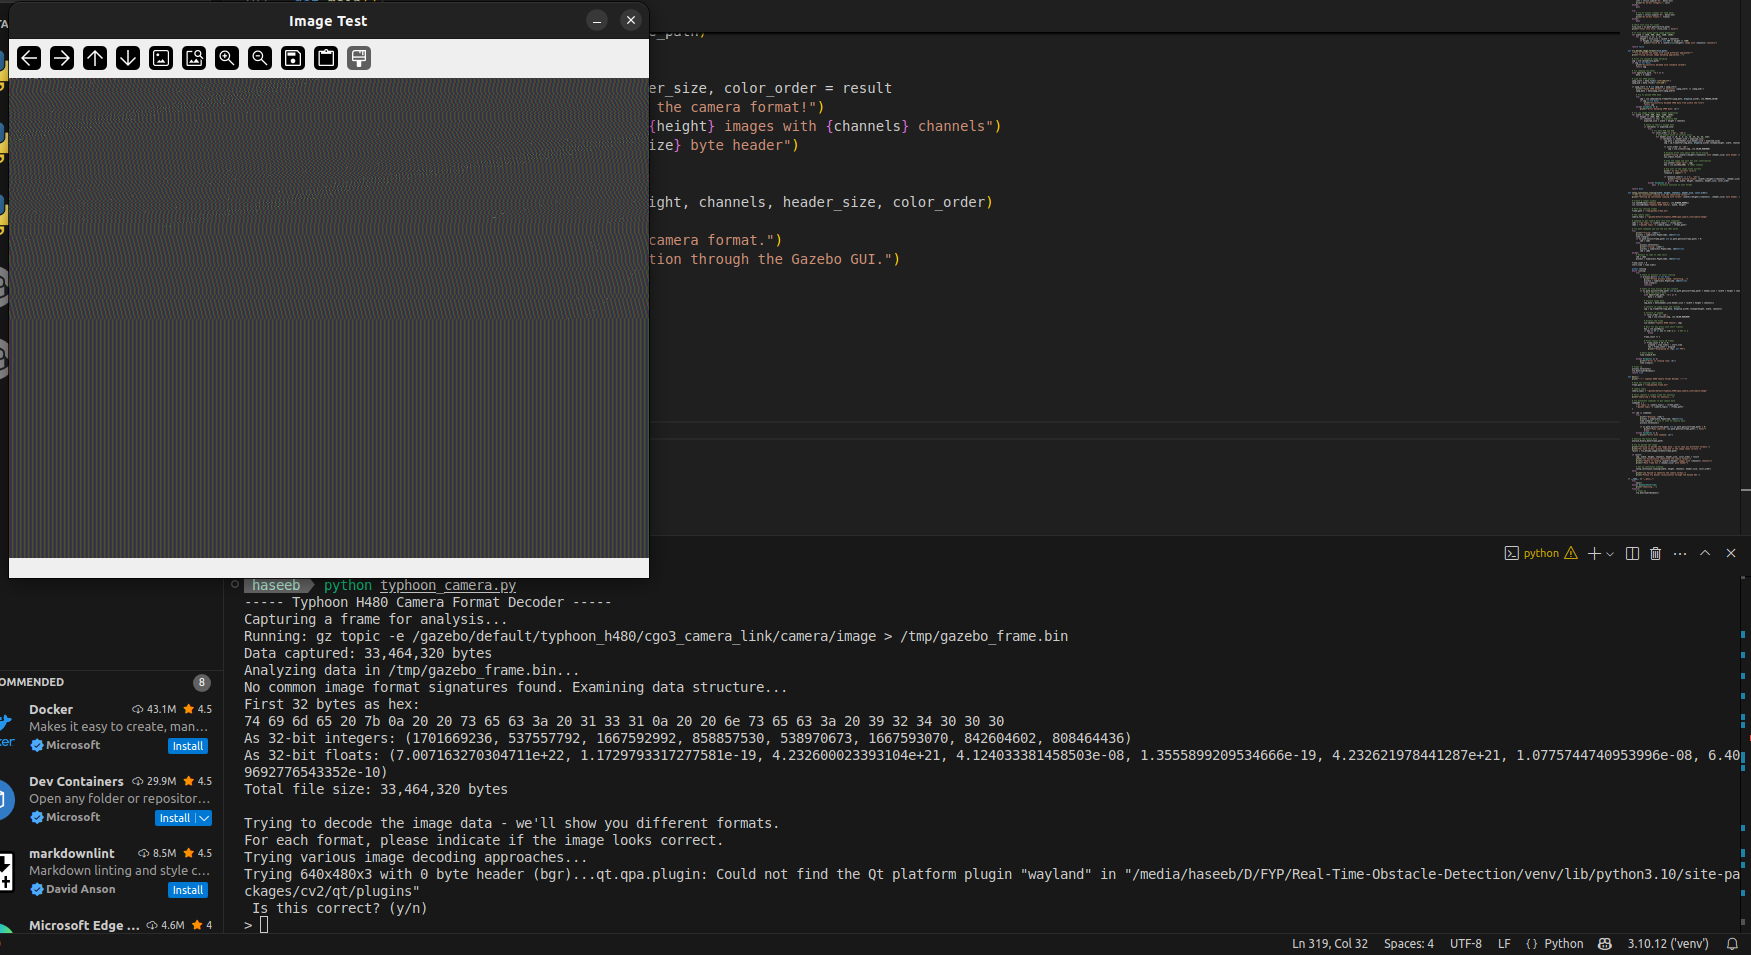 Image Test
e_path)
er_size, color_order = result
the camera format!")
{height} images with {channels} channels")
ize} byte header")
ight, channels, header_size, color_order)
camera format.")
tion through the Gazebo GUI.")
python
haseeb python typhoon_camera.py
----- Typhoon H480 Camera Format Decoder -----
Capturing a frame for analysis...
Running: gz topic -e /gazebo/default/typhoon_h480/cgo3_camera_link/camera/image > /tmp/gazebo_frame.bin
Data captured: 33,464,320 bytes
Analyzing data in /tmp/gazebo_frame.bin...
No common image format signatures found. Examining data structure...
First 32 bytes as hex:
74 69 6d 65 20 7b 0a 20 20 73 65 63 3a 20 31 33 31 0a 20 20 6e 73 65 63 3a 20 39 32 34 30 30 30
As 32-bit integers: (1701669236, 537557792, 1667592992, 858857530, 538970673, 1667593070, 842604602, 808464436)
As 32-bit floats: (7.007163270304711e+22, 1.1729793317277581e-19, 4.232600023393104e+21, 4.124033381458503e-08, 1.3555899209534666e-19, 4.232621978441287e+21, 1.0775744740953996e-08, 6.40
9692776543352e-10)
Total file size: 33,464,320 bytes
Trying to decode the image data - we'll show you different formats.
For each format, please indicate if the image looks correct.
Trying various image decoding approaches...
Trying 640x480x3 with 0 byte header (bgr)...qt.qpa.plugin: Could not find the Qt platform plugin "wayland" in "/media/haseeb/D/FYP/Real-Time-Obstacle-Detection/venv/lib/python3.10/site-pa
ckages/cv2/qt/plugins"
Is this correct? (y/n)
>
OMMENDED 8
Docker 43.1M 4.5
Makes it easy to create, man...
Microsoft Install
Dev Containers 29.9M 4.5
Open any folder or repositor...
Microsoft Install
markdownlint 8.5M 4.5
Markdown linting and style c...
David Anson Install
Microsoft Edge ... 4.6M 4
Ln 319, Col 32 Spaces: 4 UTF-8 LF {} Python 3.10.12 ('venv')